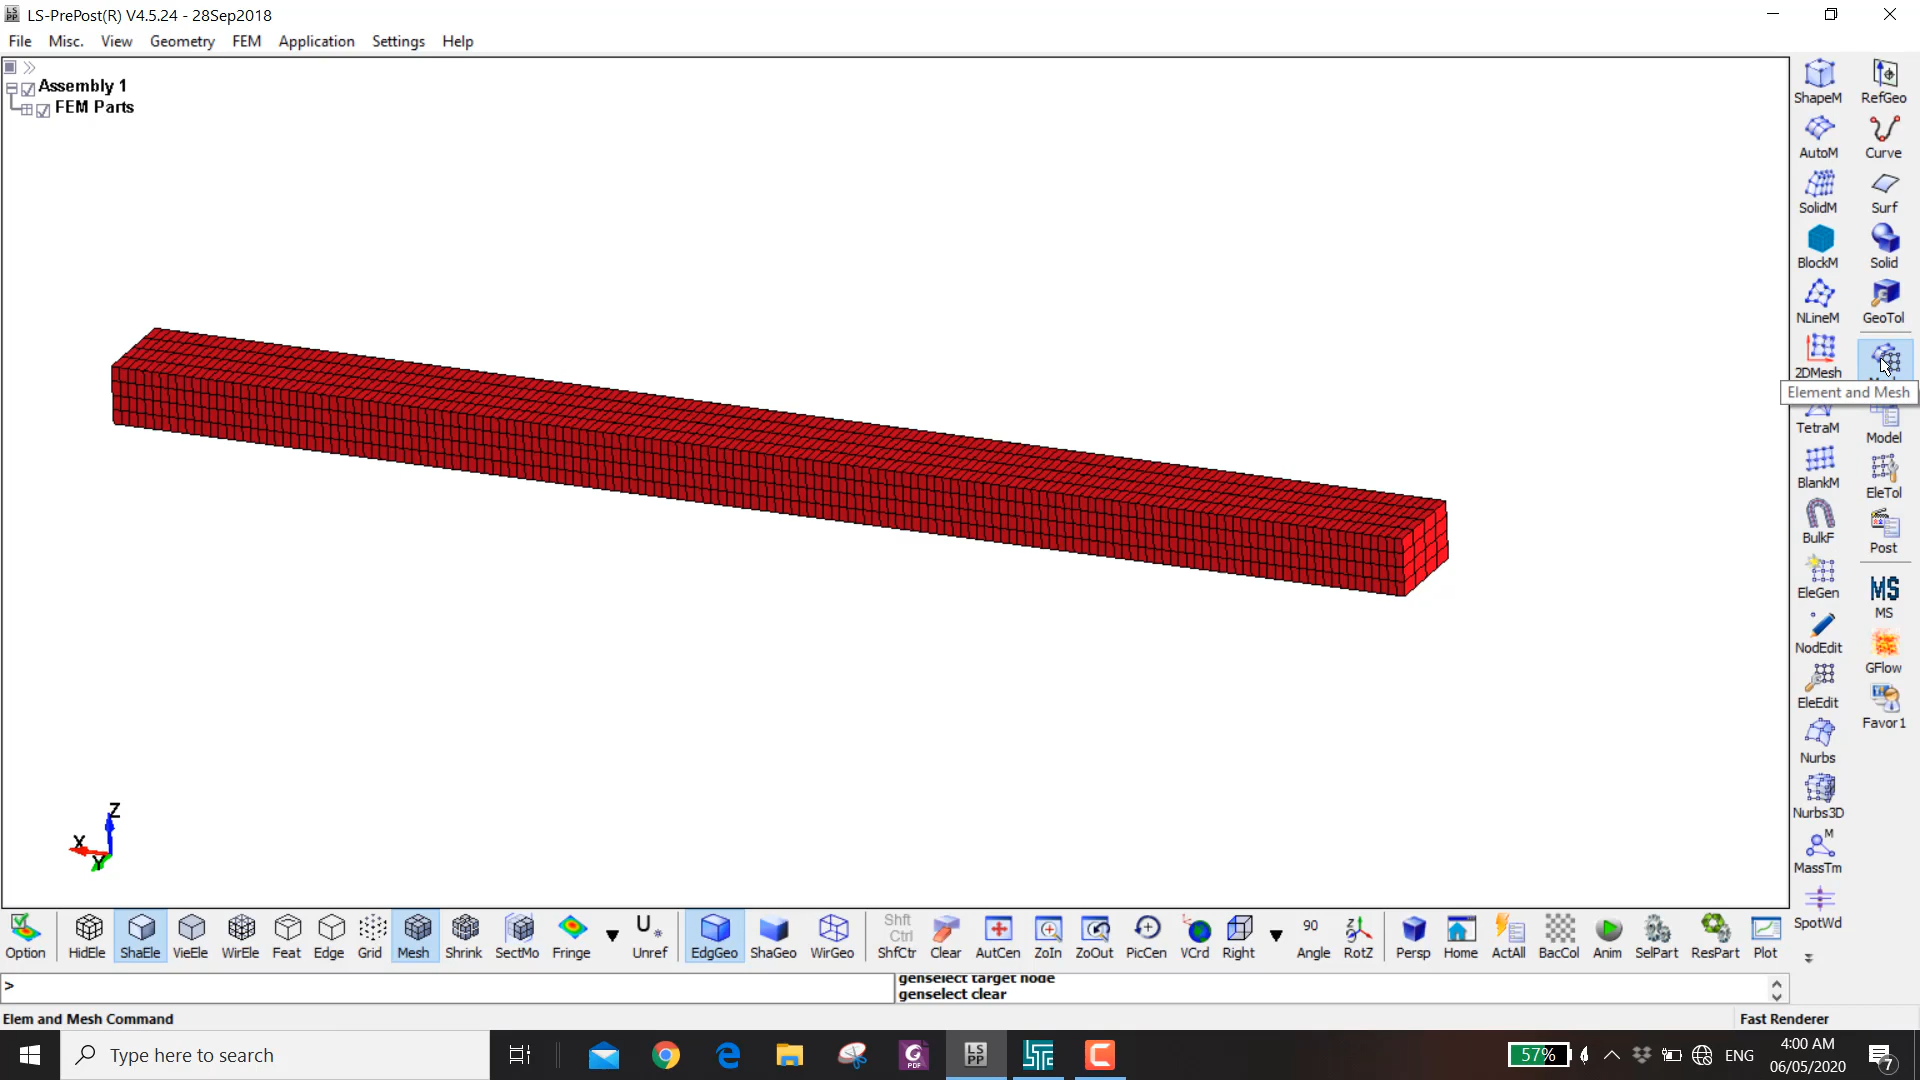 LS-PrePost(R) V4.5.24 - 28Sep2018
File Misc. View Geometry FEM Application Settings Help
Assembly 1
FEM Parts
ShapeM RefGeo
AutoM Curve
SolidM Surf
BlockM Solid
NLineM GeoTol
2DMesh
Element and Mesh
TetraM Model
BlankM EleTol
BulkF Post
EleGen MS
MS
NodEdit GFlow
EleEdit Favor1
Nurbs
Nurbs3D
M
MassTm
SpotWd
Z
X
Y
Option HidEle ShaEle VieEle WirEle Feat Edge Grid Mesh Shrink SectMo Fringe Unref EdgGeo ShaGeo WirGeo ShfCtr Clear AutCen ZoIn ZoOut PicCen VCrd Right Angle RotZ Persp Home ActAll BacCol Anim SelPart ResPart Plot
U
Shft
Ctrl
90
z
>
genselect target node
genselect clear
Elem and Mesh Command
Fast Renderer
Type here to search
LS
PP
PDF
57%
ENG
4:00 AM
06/05/2020
7